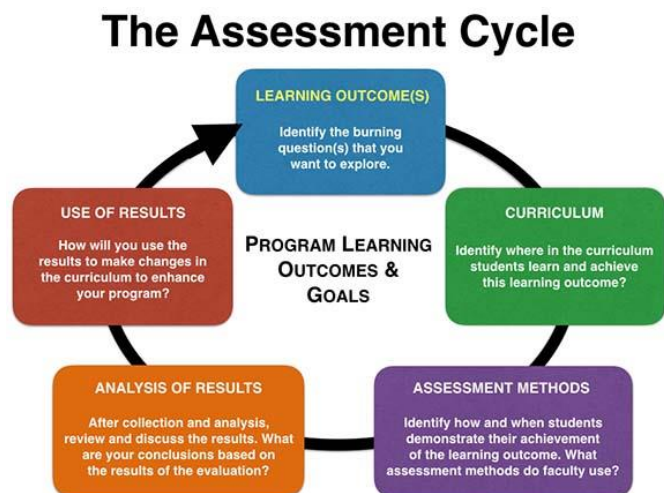 The Assessment Cycle
LEARNING OUTCOME(S)
Identify the burning
question(s) that you
want to explore.
CURRICULUM
Identify where in the curriculum
students learn and achieve
this learning outcome?
ASSESSMENT METHODS
Identify how and when students
demonstrate their achievement
of the learning outcome. What
assessment methods do faculty use?
ANALYSIS OF RESULTS
After collection and analysis,
review and discuss the results. What
are your conclusions based on
the results of the evaluation?
USE OF RESULTS
How will you use the
results to make changes in
the curriculum to enhance
your program?
PROGRAM LEARNING
OUTCOMES &
GOALS